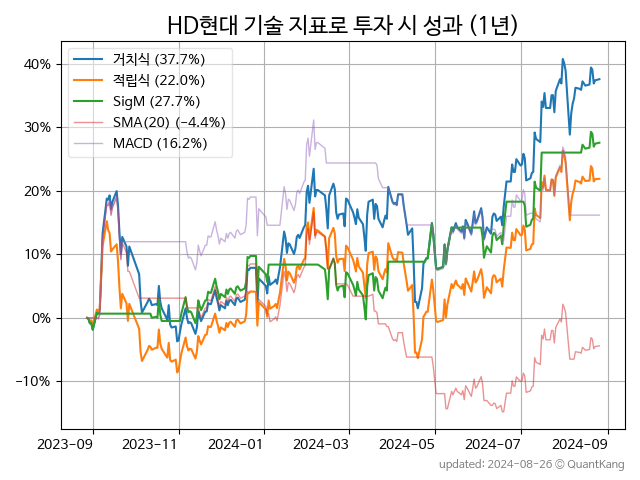 HD현대 기술 지표로 투자 시 성과 (1년)
거치식 (37.7%)
적립식 (22.0%)
SigM (27.7%)
SMA(20) (−4.4%)
MACD (16.2%)
40%
30%
20%
10%
0%
−10%
2023-09 2023-11 2024-01 2024-03 2024-05 2024-07 2024-09
updated: 2024-08-26 © QuantKang